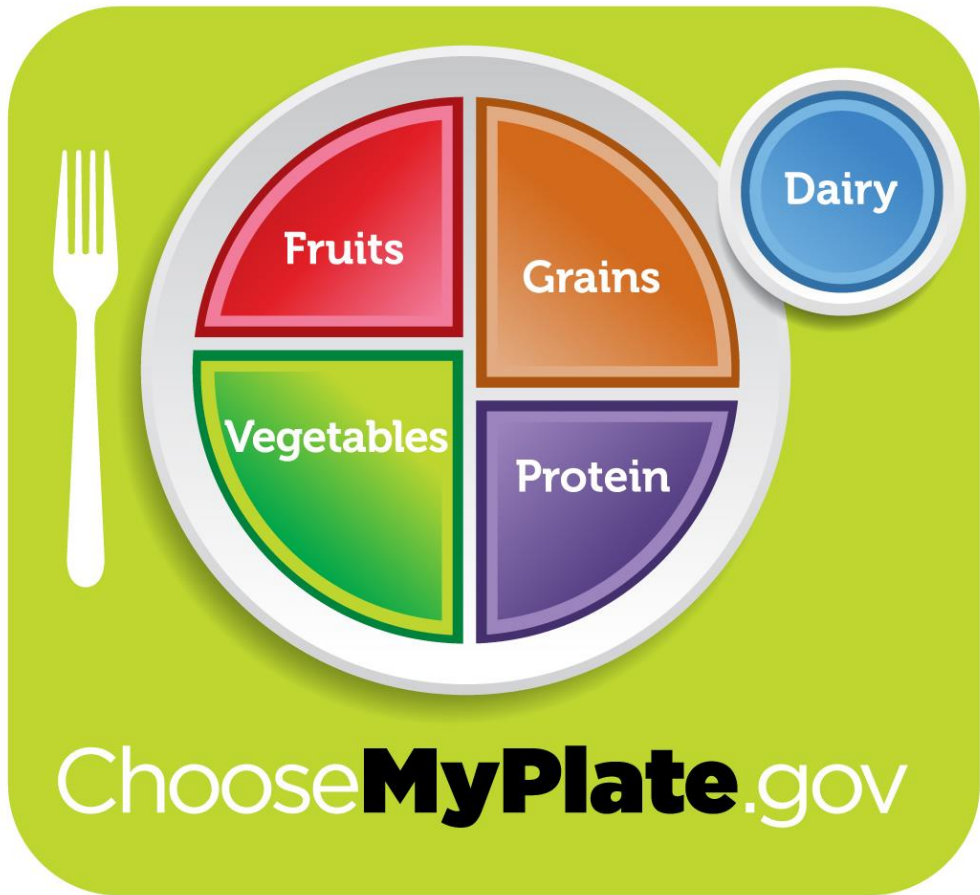 Dairy
Fruits
Grains
Vegetables
Protein
ChooseMyPlate.gov